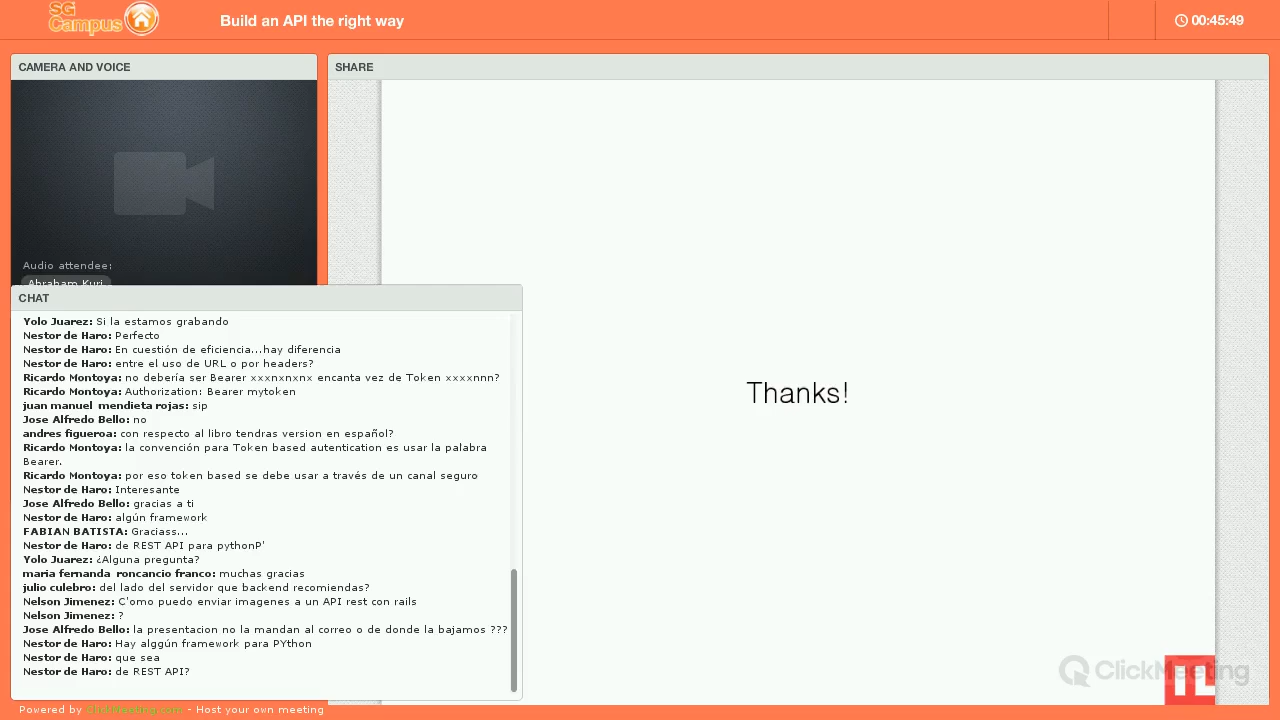 SG
Campus
Build an API the right way
00:45:49
CAMERA AND VOICE
SHARE
Audio attendee:
Abraham Kuri
CHAT
Yolo Juarez: Si la estamos grabando
Nestor de Haro: Perfecto
Nestor de Haro: En cuestión de eficiencia...hay diferencia
Nestor de Haro: entre el uso de URL o por headers?
Ricardo Montoya: no debería ser Bearer xxxnxnxnx encanta vez de Token xxxxnnn?
Ricardo Montoya: Authorization: Bearer mytoken
juan manuel mendieta rojas: sip
Jose Alfredo Bello: no
andres figueroa: con respecto al libro tendras version en español?
Ricardo Montoya: la convención para Token based autentication es usar la palabra
Bearer.
Ricardo Montoya: por eso token based se debe usar a través de un canal seguro
Nestor de Haro: Interesante
Jose Alfredo Bello: gracias a ti
Nestor de Haro: algún framework
FABIAN BATISTA: Graciass...
Nestor de Haro: de REST API para pythonP'
Yolo Juarez: ¿Alguna pregunta?
maria fernanda roncancio franco: muchas gracias
julio culebro: del lado del servidor que backend recomiendas?
Nelson Jimenez: C'omo puedo enviar imagenes a un API rest con rails
Nelson Jimenez: ?
Jose Alfredo Bello: la presentacion no la mandan al correo o de donde la bajamos ???
Nestor de Haro: Hay alggún framework para PYthon
Nestor de Haro: que sea
Nestor de Haro: de REST API?
Thanks!
ClickMeeting
Powered by ClickMeeting.com - Host your own meeting